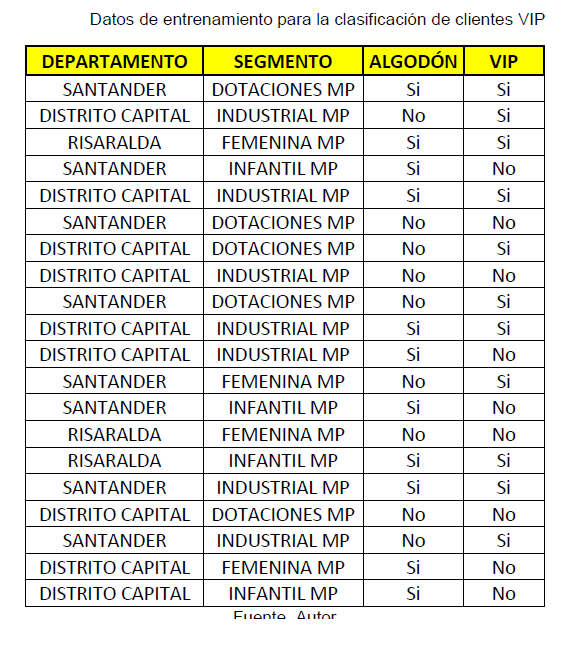 Datos de entrenamiento para la clasificación de clientes VIP
DEPARTAMENTO SEGMENTO ALGODÓN VIP
SANTANDER DOTACIONES MP Si Si
DISTRITO CAPITAL INDUSTRIAL MP No Si
RISARALDA FEMENINA MP Si Si
SANTANDER INFANTIL MP Si No
DISTRITO CAPITAL INDUSTRIAL MP Si Si
SANTANDER DOTACIONES MP No No
DISTRITO CAPITAL DOTACIONES MP No Si
DISTRITO CAPITAL INDUSTRIAL MP No No
SANTANDER DOTACIONES MP No Si
DISTRITO CAPITAL INDUSTRIAL MP Si Si
DISTRITO CAPITAL INDUSTRIAL MP Si No
SANTANDER FEMENINA MP No Si
SANTANDER INFANTIL MP Si No
RISARALDA FEMENINA MP No No
RISARALDA INFANTIL MP Si Si
SANTANDER INDUSTRIAL MP Si Si
DISTRITO CAPITAL DOTACIONES MP No No
SANTANDER INDUSTRIAL MP No Si
DISTRITO CAPITAL FEMENINA MP Si No
DISTRITO CAPITAL INFANTIL MP Si No
Fuente. Autor